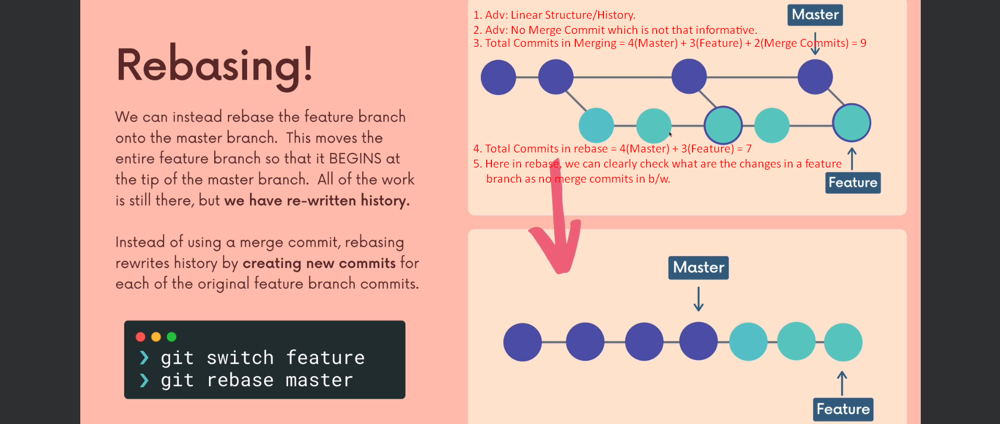 Rebasing!
We can instead rebase the feature branch
onto the master branch.  This moves the
entire feature branch so that it BEGINS at
the tip of the master branch.  All of the work
is still there, but we have re-written history.
Instead of using a merge commit, rebasing
rewrites history by creating new commits for
each of the original feature branch commits.
❯ git switch feature
❯ git rebase master
1. Adv: Linear Structure/History.
2. Adv: No Merge Commit which is not that informative.
3. Total Commits in Merging = 4(Master) + 3(Feature) + 2(Merge Commits) = 9
Master
4. Total Commits in rebase = 4(Master) + 3(Feature) = 7
5. Here in rebase, we can clearly check what are the changes in a feature
branch as no merge commits in b/w.
Feature
Master
Feature